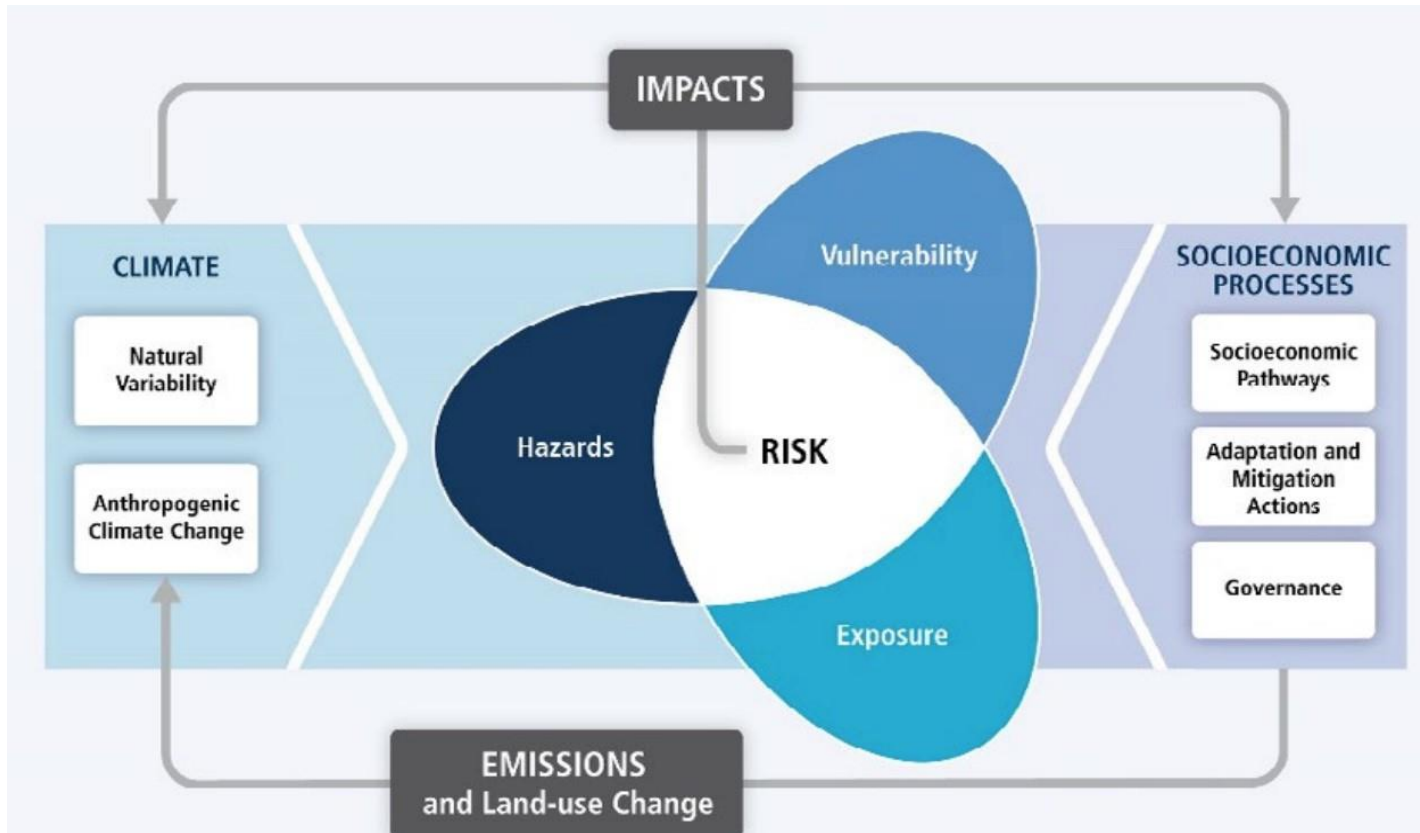 IMPACTS
CLIMATE
Natural
Variability
Anthropogenic
Climate Change
Hazards
Vulnerability
RISK
Exposure
SOCIOECONOMIC
PROCESSES
Socioeconomic
Pathways
Adaptation and
Mitigation
Actions
Governance
EMISSIONS
and Land-use Change